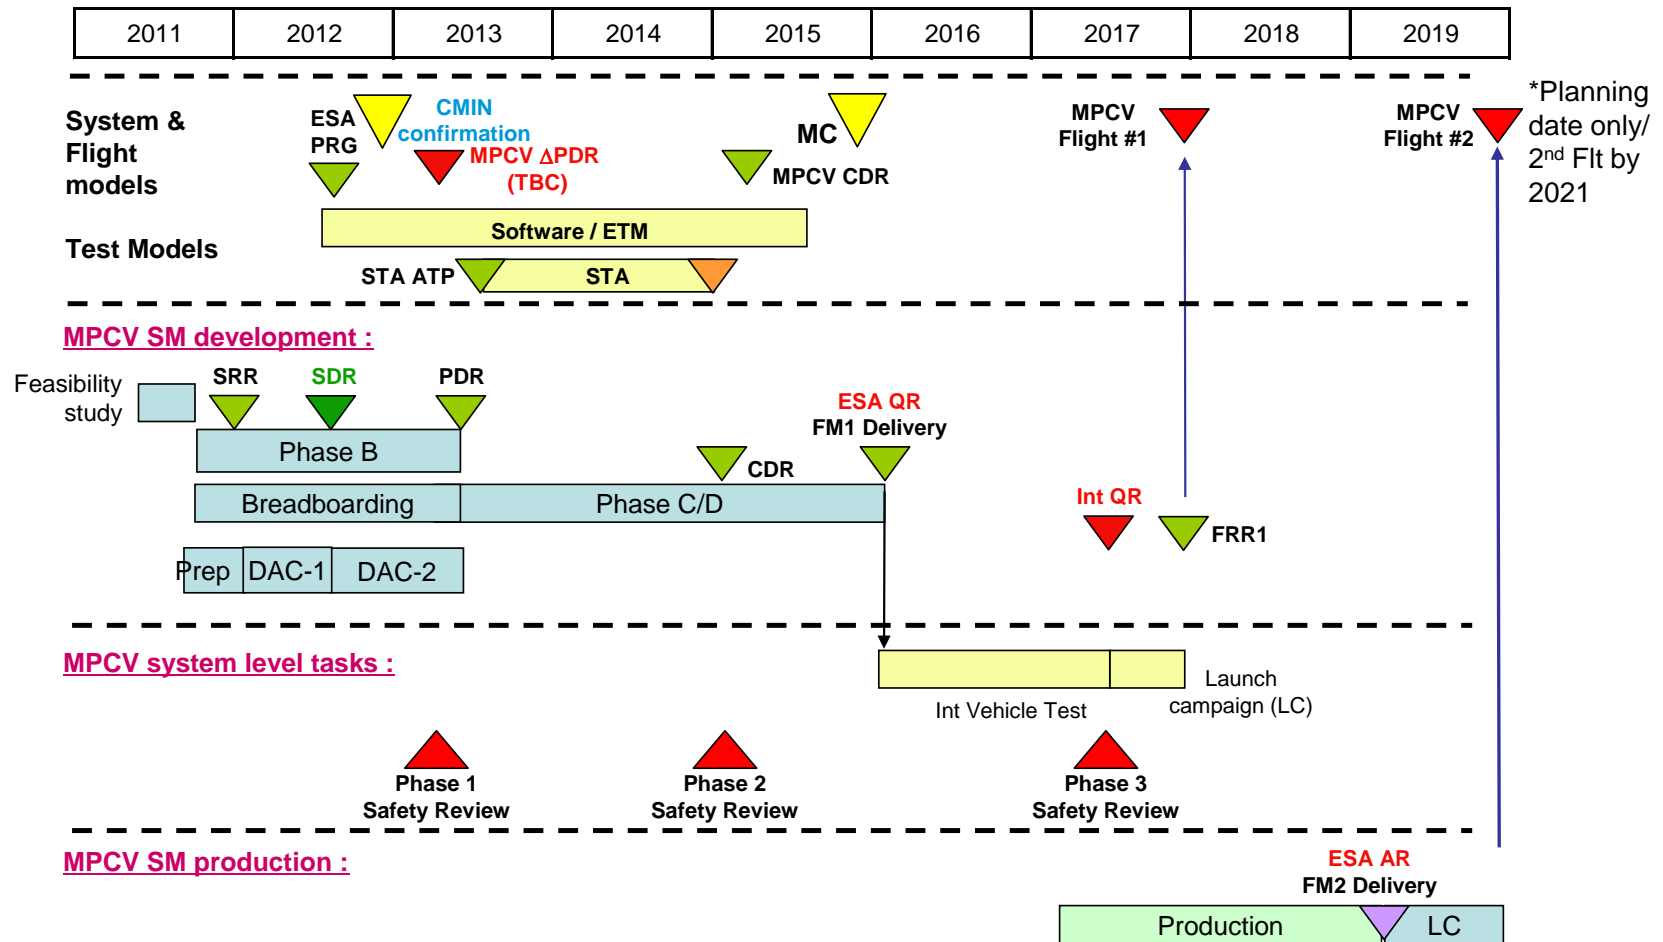 2011 2012 2013 2014 2015 2016 2017 2018 2019
System &
Flight
models
ESA
PRG
CMIN
confirmation
MPCV ΔPDR
(TBC)
MC
MPCV CDR
MPCV
Flight #1
MPCV
Flight #2
*Planning
date only/
2nd Flt by
2021
Test Models
Software / ETM
STA ATP
STA
MPCV SM development :
Feasibility
study
SRR
SDR
PDR
Phase B
CDR
ESA QR
FM1 Delivery
Breadboarding
Phase C/D
Int QR
FRR1
Prep
DAC-1
DAC-2
MPCV system level tasks :
Int Vehicle Test
Launch
campaign (LC)
Phase 1
Safety Review
Phase 2
Safety Review
Phase 3
Safety Review
MPCV SM production :
ESA AR
FM2 Delivery
Production
LC